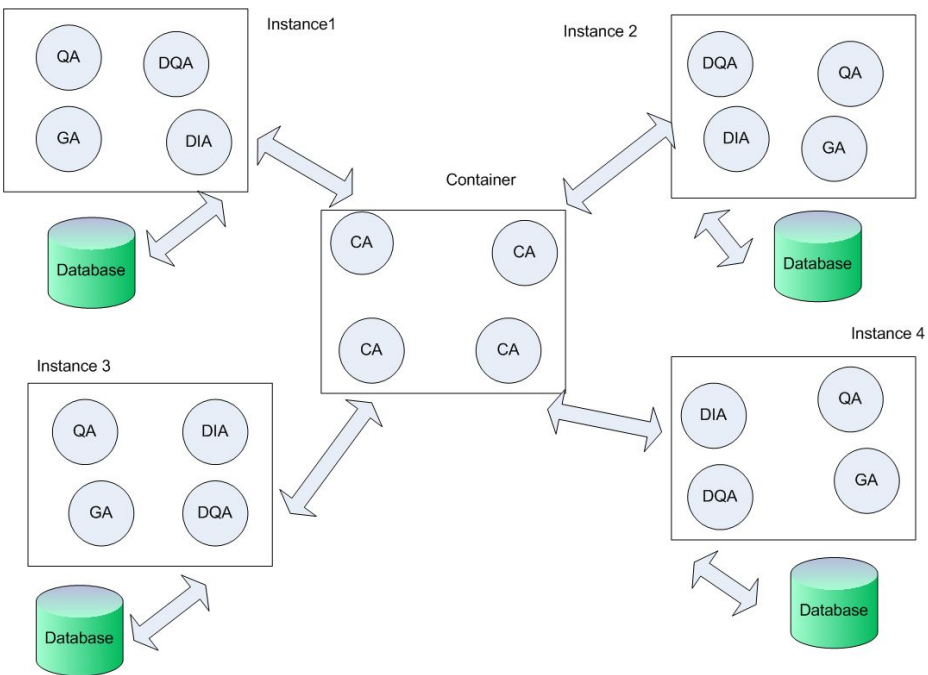 Instance1
QA
DQA
GA
DIA
Database
Instance 2
DQA
QA
DIA
GA
Database
Container
CA
CA
CA
CA
Instance 3
QA
DIA
GA
DQA
Database
Instance 4
DIA
QA
DQA
GA
Database